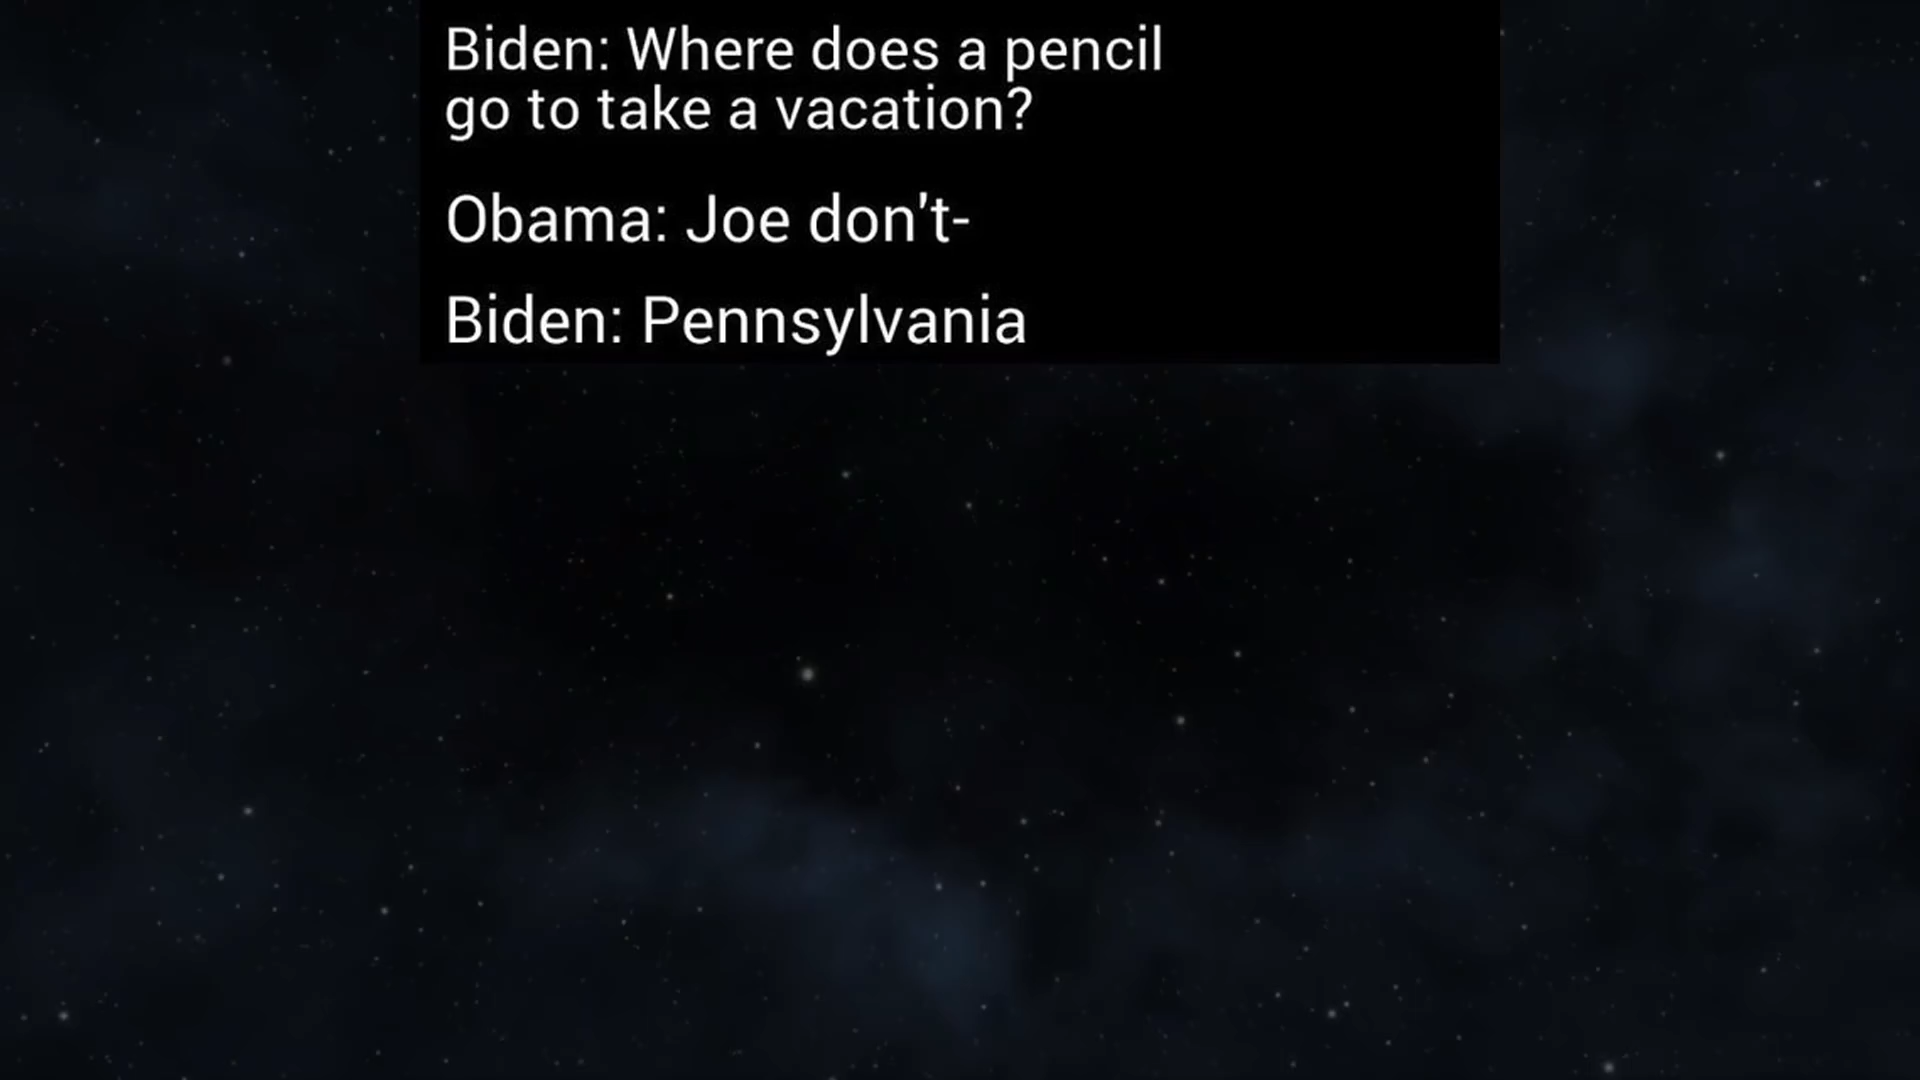 Biden: Where does a pencil
go to take a vacation?
Obama: Joe don't-
Biden: Pennsylvania